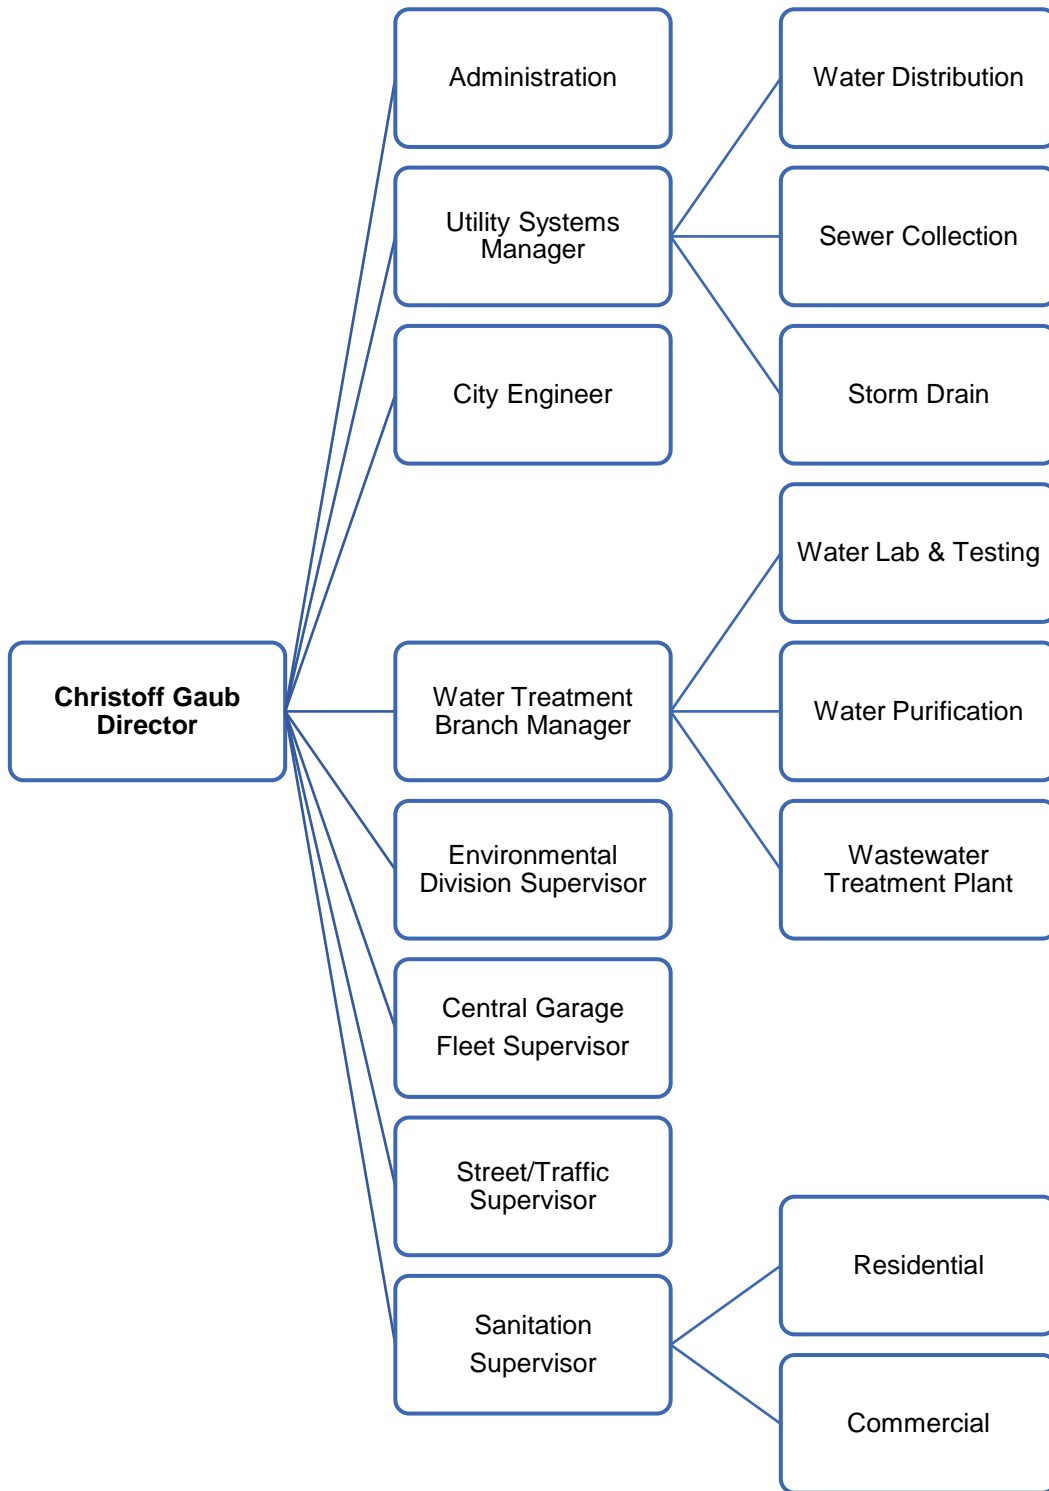 Administration
Water Distribution
Utility Systems
Manager
Sewer Collection
City Engineer
Storm Drain
Water Lab & Testing
Christoff Gaub
Director
Water Treatment
Branch Manager
Water Purification
Environmental
Division Supervisor
Wastewater
Treatment Plant
Central Garage
Fleet Supervisor
Street/Traffic
Supervisor
Residential
Sanitation
Supervisor
Commercial